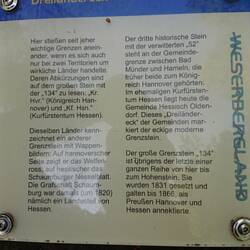 Hier stießen seit jeher
wichtige Grenzen anein-
ander, wenn es sich auch
nur bei zwei Territorien um
wirkliche Länder handelte.
Deren Abkürzungen sind
auf dem großen Stein mit
der „134" zu lesen: „Kr.
Hvr." (Königreich Han-
nover) und „Kf. Hsn."
(Kurfürstentum Hessen).
Dieselben Länder kenn-
zeichnet ein anderer
Grenzstein mit Wappen-
bildern: Auf hannoverscher
Seite zeigt er das Welfen-
ross, auf hessischer das
Schaumburger Nesselblatt.
Die Grafschaft Schaum-
burg war damals (um 1820)
nämlich ein Landesteil von
Hessen.
Der dritte historische Stein
mit der verwitterten „52"
steht an der Gemeinde-
grenze zwischen Bad
Münder und Hameln, die
früher beide zum König-
reich Hannover gehörten.
Im ehemaligen Kurfürsten-
tum Hessen liegt heute die
Gemeinde Hessisch Olden-
dorf. Dieses „Dreiländer-
eck" der Gemeinden mar-
kiert der eckige moderne
Grenzstein.
Der große Grenzstein „134"
ist übrigens der letzte einer
ganzen Reihe von hier bis
zum Hohenstein. Sie
wurden 1831 gesetzt und
galten bis 1866, als
Preußen Hannover und
Hessen annektierte.
WESERBERGLAND